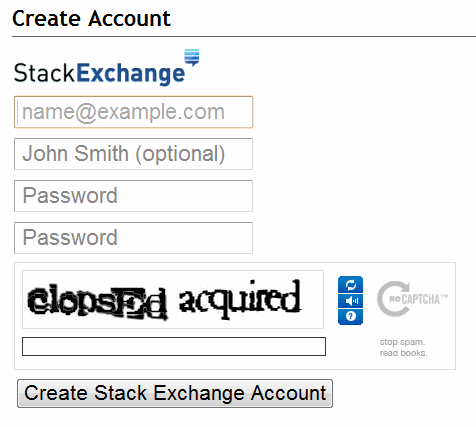 Create Account
StackExchange
name@example.com
John Smith (optional)
Password
Password
acquired
reCAPTCHA™
stop spam.
read books.
Create Stack Exchange Account